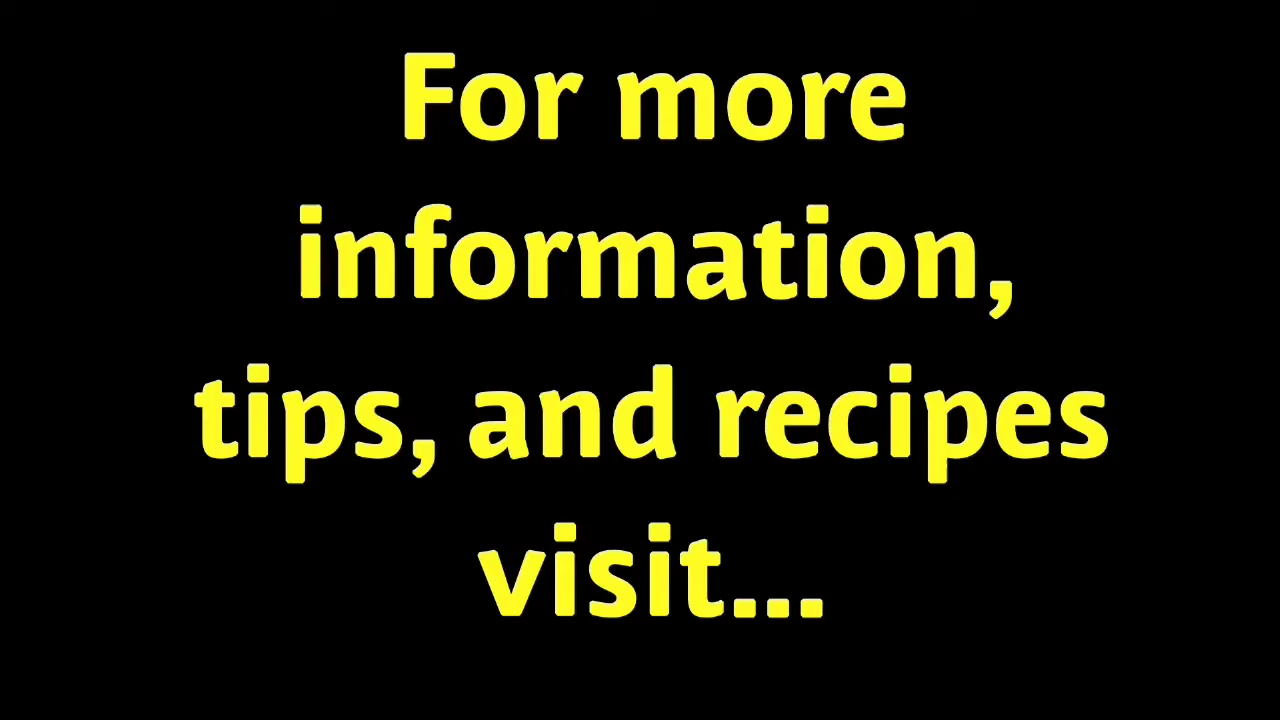 For more
information,
tips, and recipes
visit...